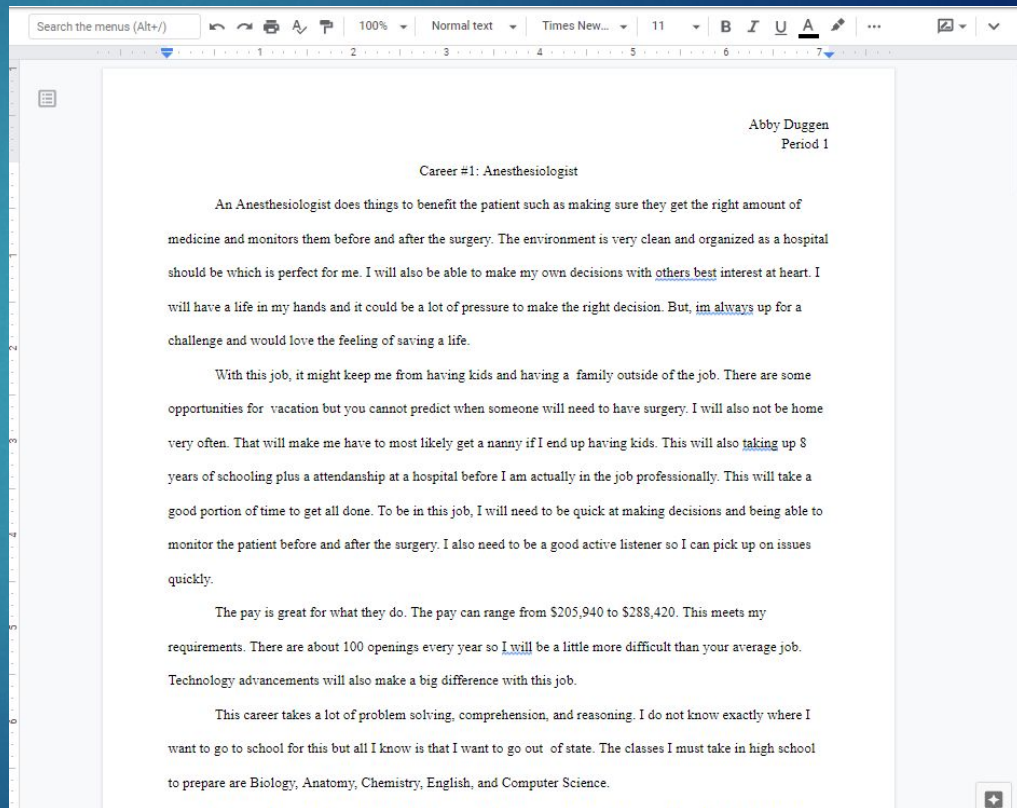 Search the menus (Alt+/)
100%
Normal text
Times New...
11
B I U A
1 2 3 4 5 6 7
Abby Duggen
Period 1
Career #1: Anesthesiologist
An Anesthesiologist does things to benefit the patient such as making sure they get the right amount of
medicine and monitors them before and after the surgery. The environment is very clean and organized as a hospital
should be which is perfect for me. I will also be able to make my own decisions with others best interest at heart. I
will have a life in my hands and it could be a lot of pressure to make the right decision. But, im always up for a
challenge and would love the feeling of saving a life.
With this job, it might keep me from having kids and having a  family outside of the job. There are some
opportunities for  vacation but you cannot predict when someone will need to have surgery. I will also not be home
very often. That will make me have to most likely get a nanny if I end up having kids. This will also taking up 8
years of schooling plus a attendanship at a hospital before I am actually in the job professionally. This will take a
good portion of time to get all done. To be in this job, I will need to be quick at making decisions and being able to
monitor the patient before and after the surgery. I also need to be a good active listener so I can pick up on issues
quickly.
The pay is great for what they do. The pay can range from $205,940 to $288,420. This meets my
requirements. There are about 100 openings every year so I will be a little more difficult than your average job.
Technology advancements will also make a big difference with this job.
This career takes a lot of problem solving, comprehension, and reasoning. I do not know exactly where I
want to go to school for this but all I know is that I want to go out  of state. The classes I must take in high school
to prepare are Biology, Anatomy, Chemistry, English, and Computer Science.